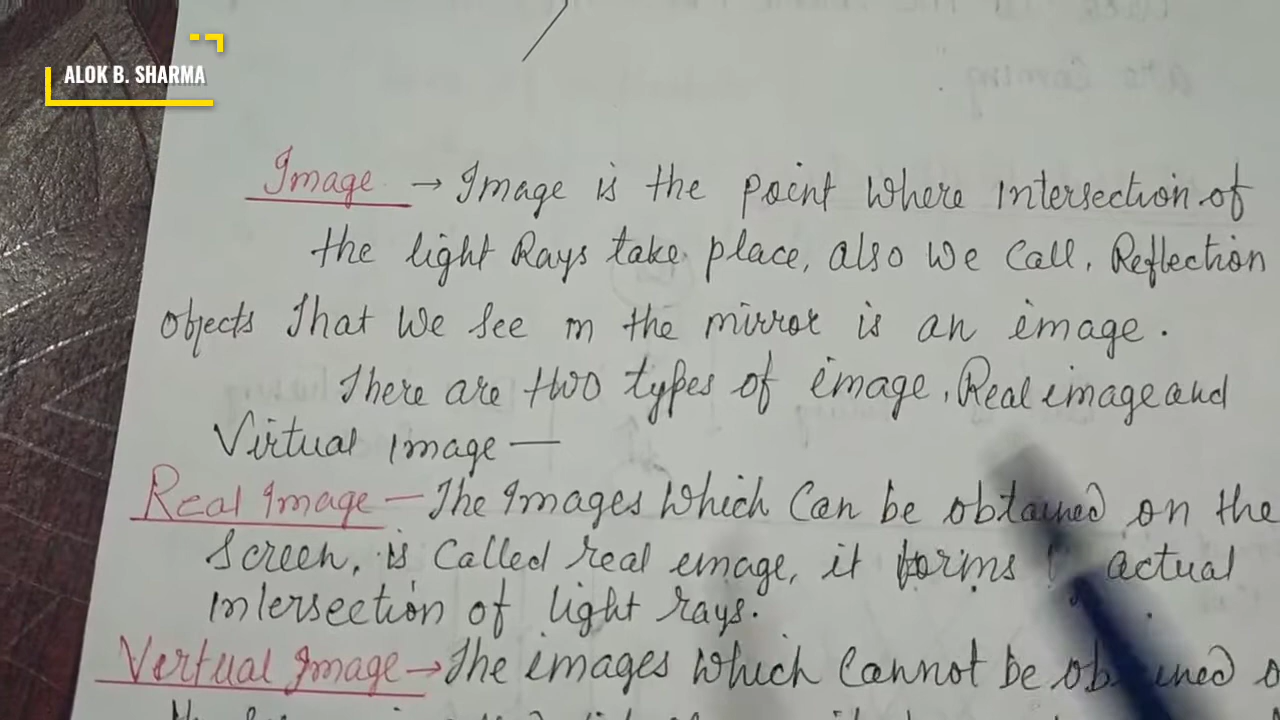 ALOK B. SHARMA
Image → Image is the point where intersection of
the light Rays take place, also we call, Reflection
objects That we see in the mirror is an image.
There are two types of image, Real image and
Virtual Image —
Real Image — The Images which can be obtained on the
Screen, is called real emage, it forms actual
intersection of light rays.
Vertual Image → The images which cannot be